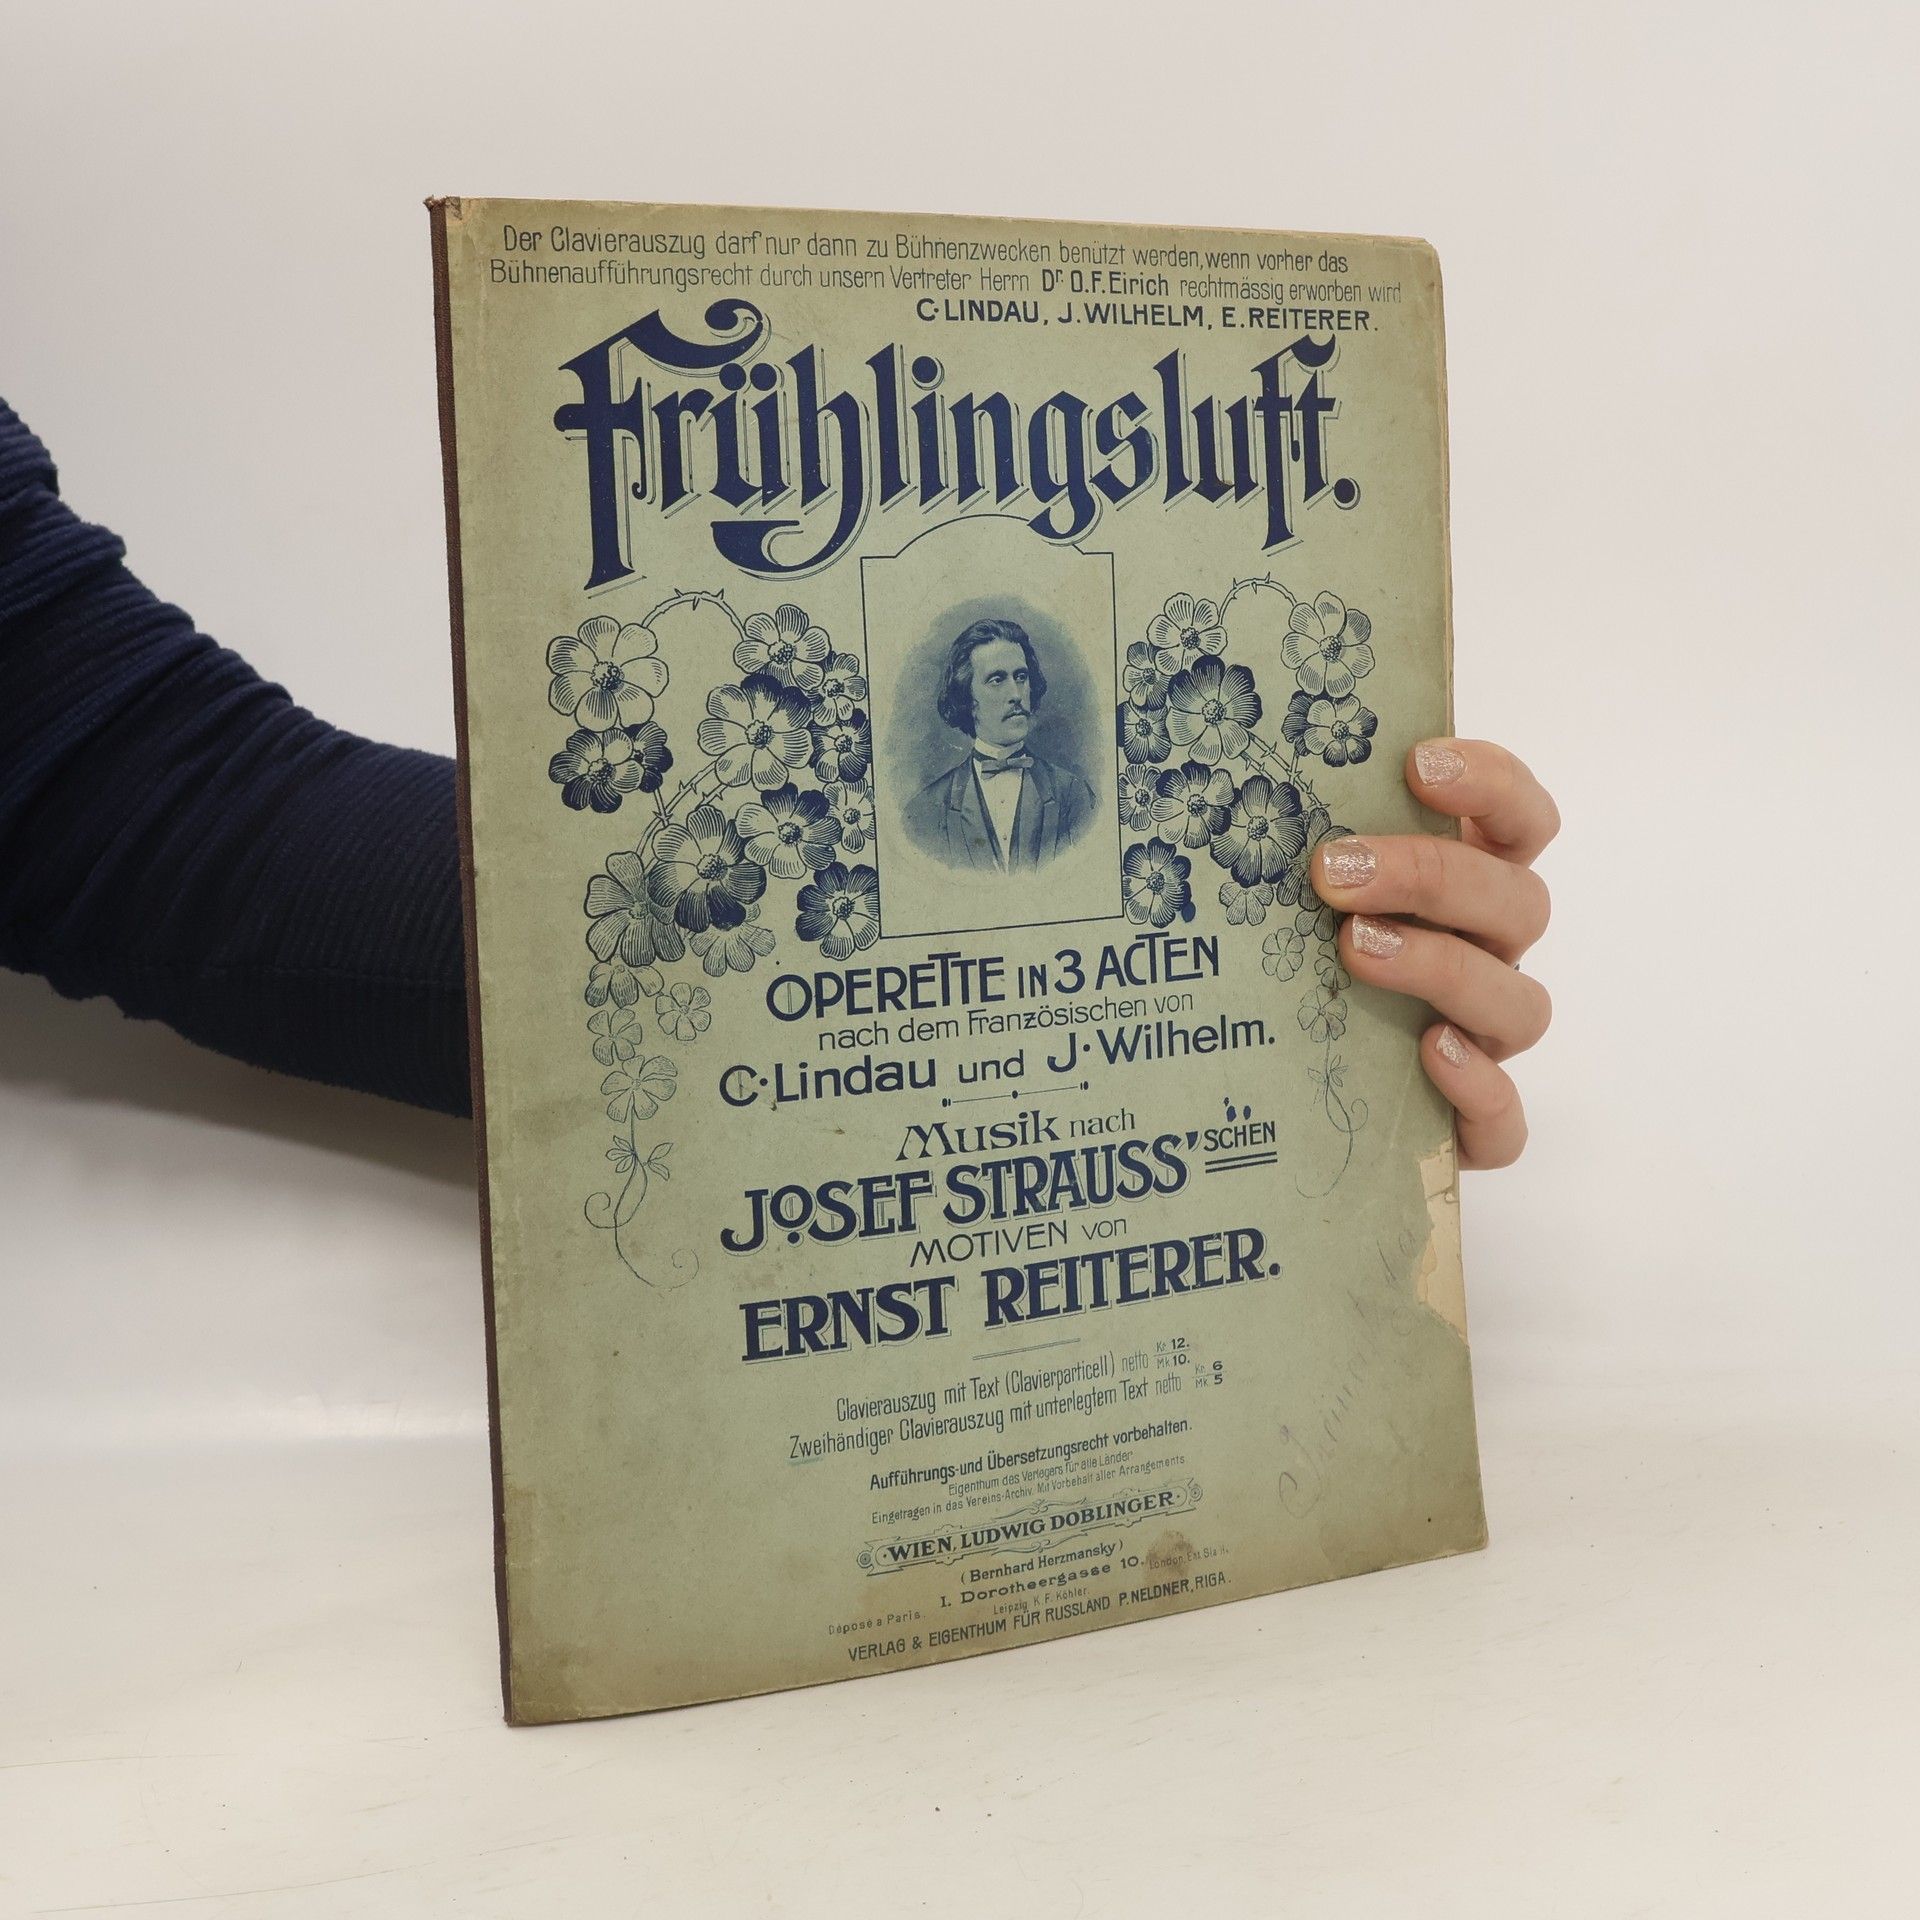 Der Clavierauszug darf nur dann zu Bühnenzwecken benützt werden, wenn vorher das
Bühnenaufführungsrecht durch unsern Vertreter Herrn Dr. O.F. Eirich rechtmässig erworben wird
C. LINDAU, J. WILHELM, E. REITERER.
Frühlingsluft.
OPERETTE IN 3 ACTEN
nach dem Französischen von
C. Lindau und J. Wilhelm.
Musik nach
JOSEF STRAUSS'SCHEN
MOTIVEN von
ERNST REITERER.
Clavierauszug mit Text (Clavierparticell) netto Kr. 12. Mk 10.
Zweihändiger Clavierauszug mit unterlegtem Text netto Kr. 6 Mk 5
Aufführungs- und Übersetzungsrecht vorbehalten.
Eigenthum des Verlegers für alle Länder
Eingetragen in das Vereins-Archiv. Mit Vorbehalt aller Arrangements
WIEN, LUDWIG DOBLINGER
(Bernhard Herzmansky)
I. Dorotheergasse 10.
Déposé a Paris. Leipzig, K. F. Köhler. London, Ent. Sta. H.
VERLAG & EIGENTHUM FÜR RUSSLAND P. NELDNER, RIGA.